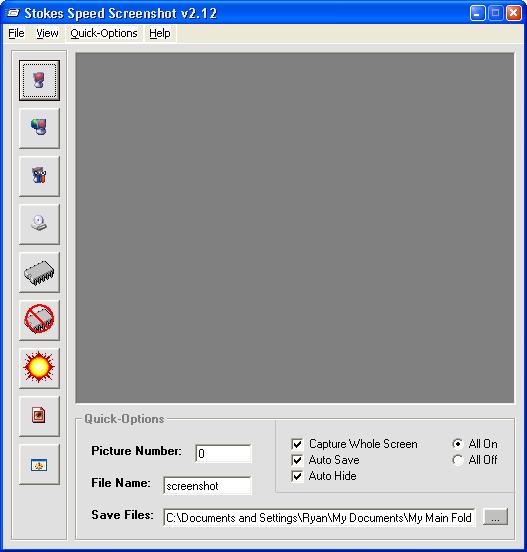 Stokes Speed Screenshot v2.12
File View Quick-Options Help
Quick-Options
Picture Number: 0
File Name: screenshot
Capture Whole Screen
Auto Save
Auto Hide
All On
All Off
Save Files: C:\Documents and Settings\Ryan\My Documents\My Main Fold
...